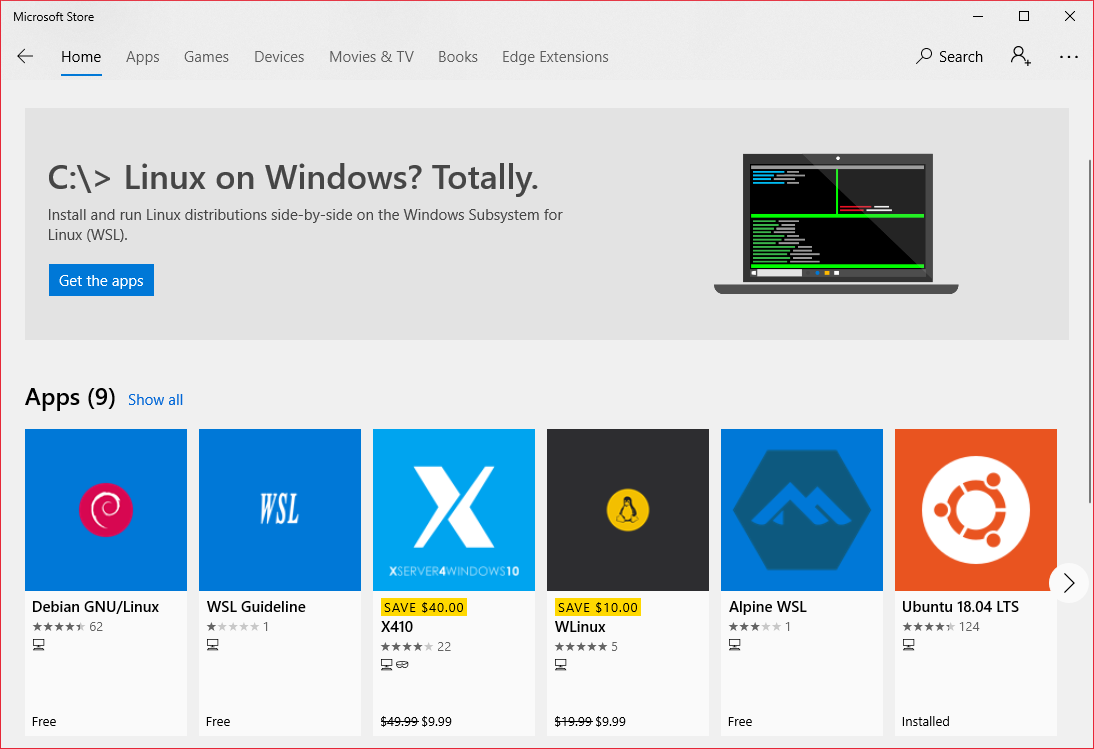 Microsoft Store
Home Apps Games Devices Movies & TV Books Edge Extensions Search
C:\> Linux on Windows? Totally.
Install and run Linux distributions side-by-side on the Windows Subsystem for
Linux (WSL).
Get the apps
Apps (9) Show all
WSL
XSERVER4WINDOWS10
Debian GNU/Linux
62
Free
WSL Guideline
1
Free
SAVE $40.00
X410
22
$49.99 $9.99
SAVE $10.00
WLinux
5
$19.99 $9.99
Alpine WSL
1
Free
Ubuntu 18.04 LTS
124
Installed